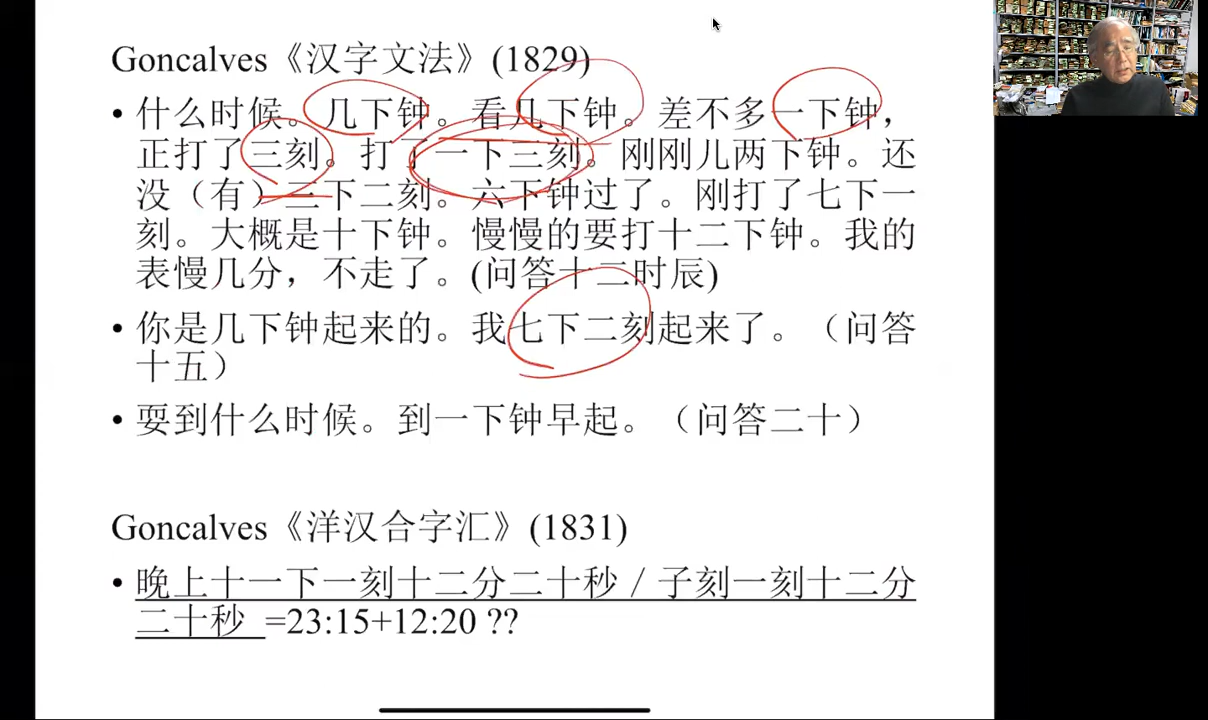 Goncalves《汉字文法》(1829)
• 什么时候。几下钟。看几下钟。差不多一下钟，
正打了三刻。打了一下三刻。刚刚儿两下钟。还
没（有）三下二刻。六下钟过了。刚打了七下一
刻。大概是十下钟。慢慢的要打十二下钟。我的
表慢几分，不走了。(问答十二时辰)
• 你是几下钟起来的。我七下二刻起来了。（问答
十五）
• 耍到什么时候。到一下钟早起。（问答二十）
Goncalves《洋汉合字汇》(1831)
• 晚上十一下一刻十二分二十秒 / 子刻一刻十二分
二十秒 =23:15+12:20 ??